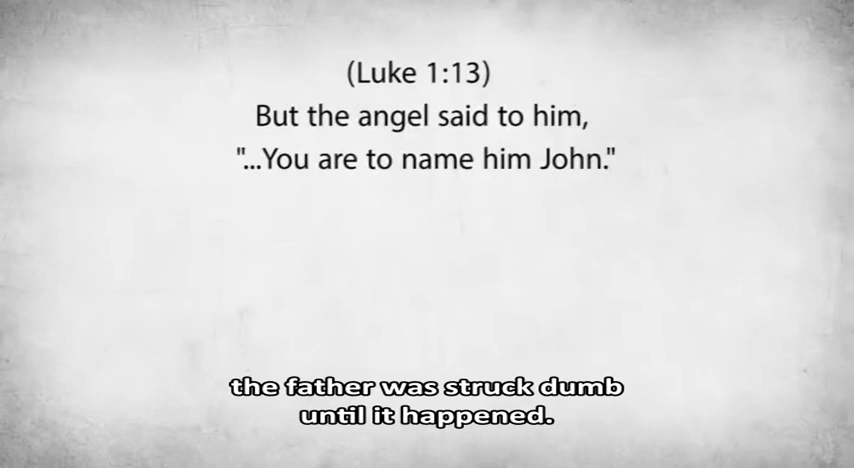 (Luke 1:13)
But the angel said to him,
"...You are to name him John."
the father was struck dumb
until it happened.